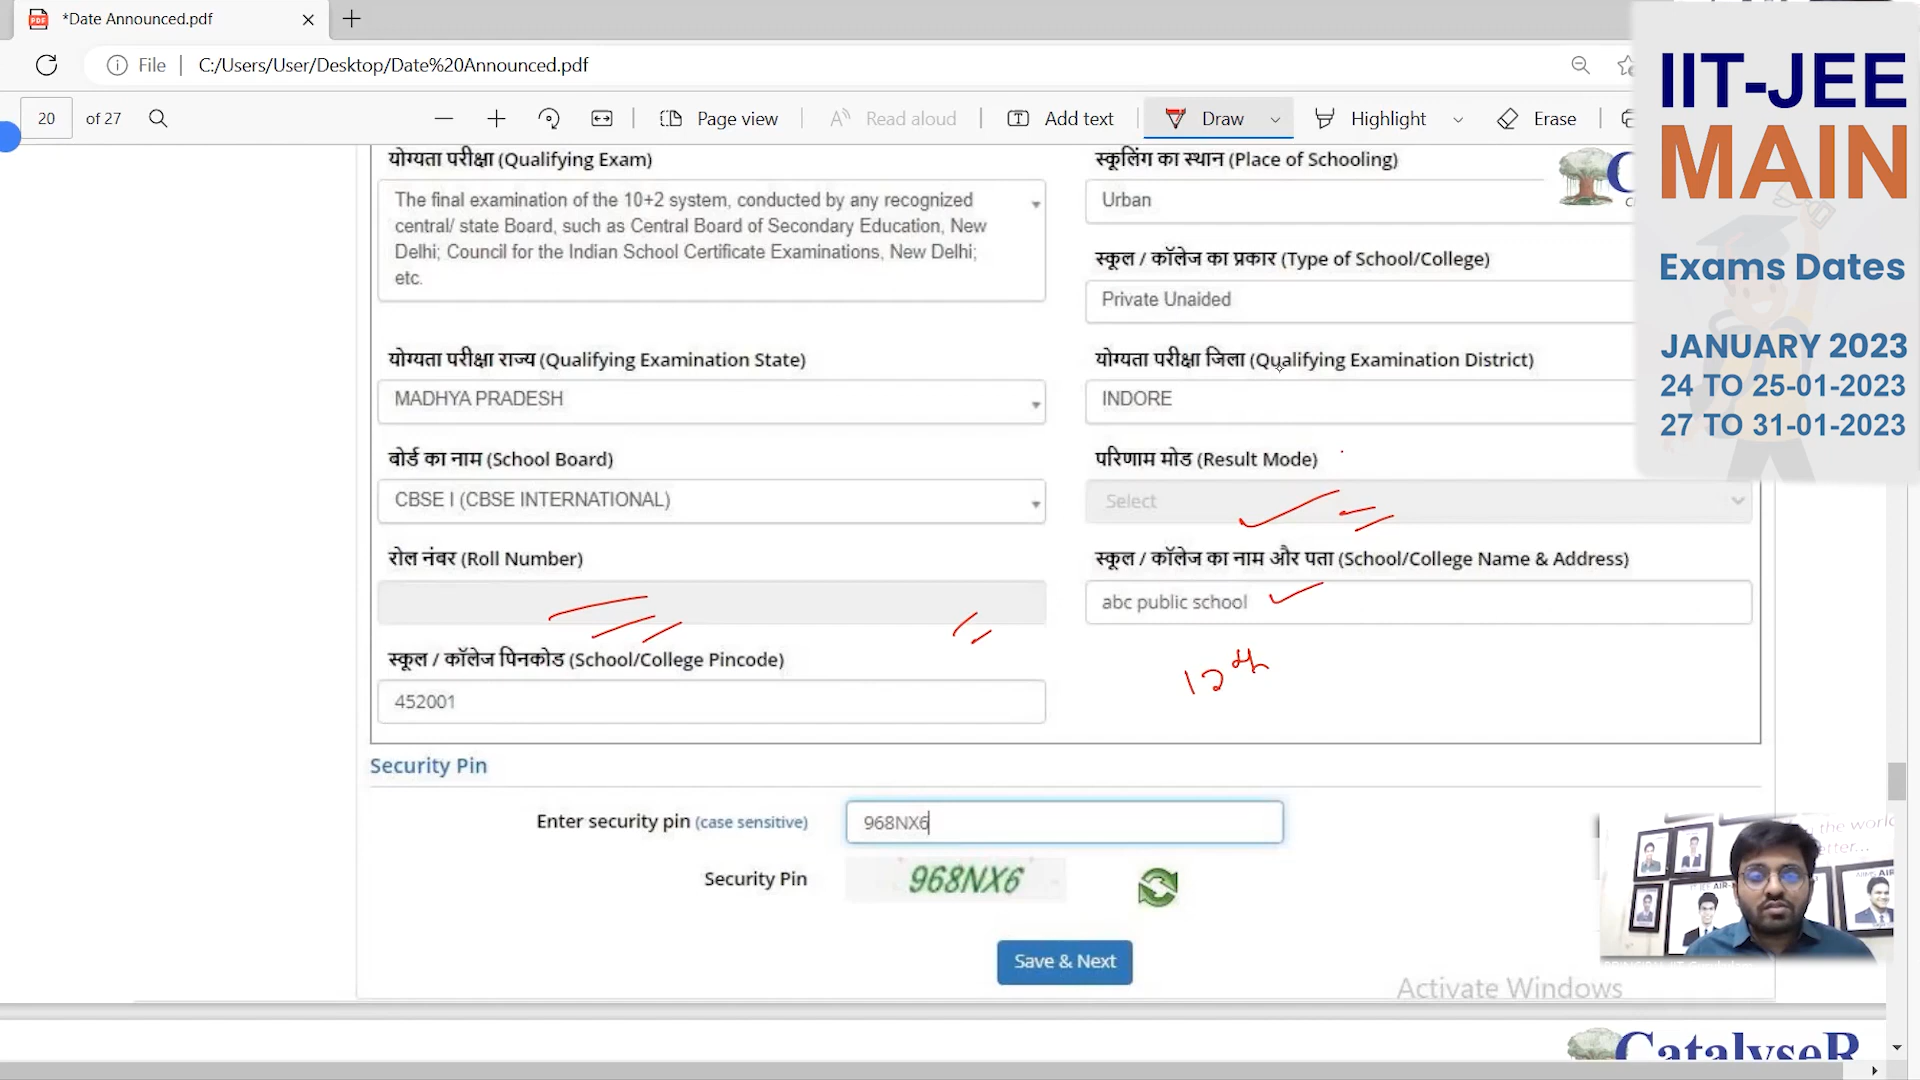 *Date Announced.pdf
File
C:/Users/User/Desktop/Date%20Announced.pdf
20 of 27
Page view
Read aloud
Add text
Draw
Highlight
Erase
IIT-JEE
MAIN
Exams Dates
JANUARY 2023
24 TO 25-01-2023
27 TO 31-01-2023
योग्यता परीक्षा (Qualifying Exam)
The final examination of the 10+2 system, conducted by any recognized
central/ state Board, such as Central Board of Secondary Education, New
Delhi; Council for the Indian School Certificate Examinations, New Delhi;
etc.
स्कूलिंग का स्थान (Place of Schooling)
Urban
स्कूल / कॉलेज का प्रकार (Type of School/College)
Private Unaided
योग्यता परीक्षा राज्य (Qualifying Examination State)
MADHYA PRADESH
योग्यता परीक्षा जिला (Qualifying Examination District)
INDORE
बोर्ड का नाम (School Board)
CBSE I (CBSE INTERNATIONAL)
परिणाम मोड (Result Mode)
Select
रोल नंबर (Roll Number)
स्कूल / कॉलेज का नाम और पता (School/College Name & Address)
abc public school
12th
स्कूल / कॉलेज पिनकोड (School/College Pincode)
452001
Security Pin
Enter security pin (case sensitive)
968NX6
Security Pin
968NX6
Save & Next
Activate Windows
CatalyseR